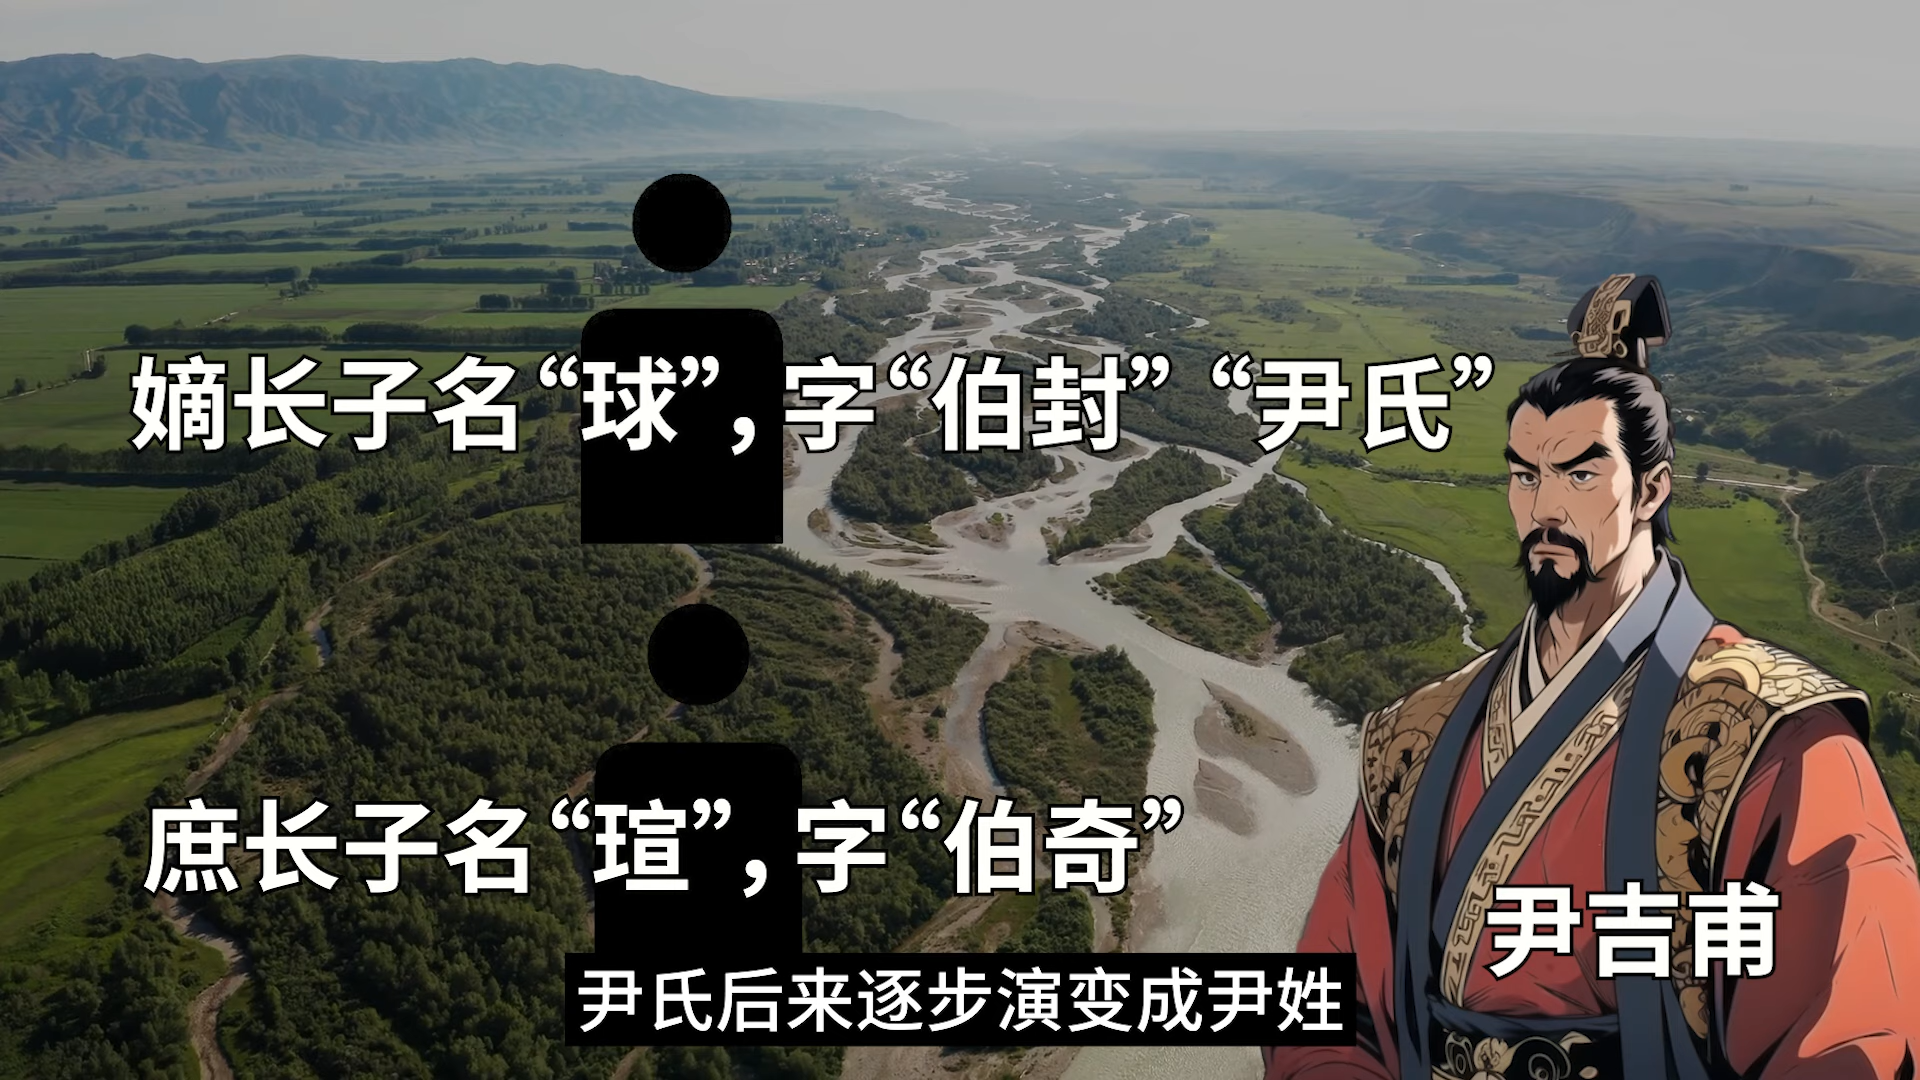 嫡长子名“球”，字“伯封” “尹氏”
庶长子名“瑄”，字“伯奇”
尹吉甫
尹氏后来逐步演变成尹姓